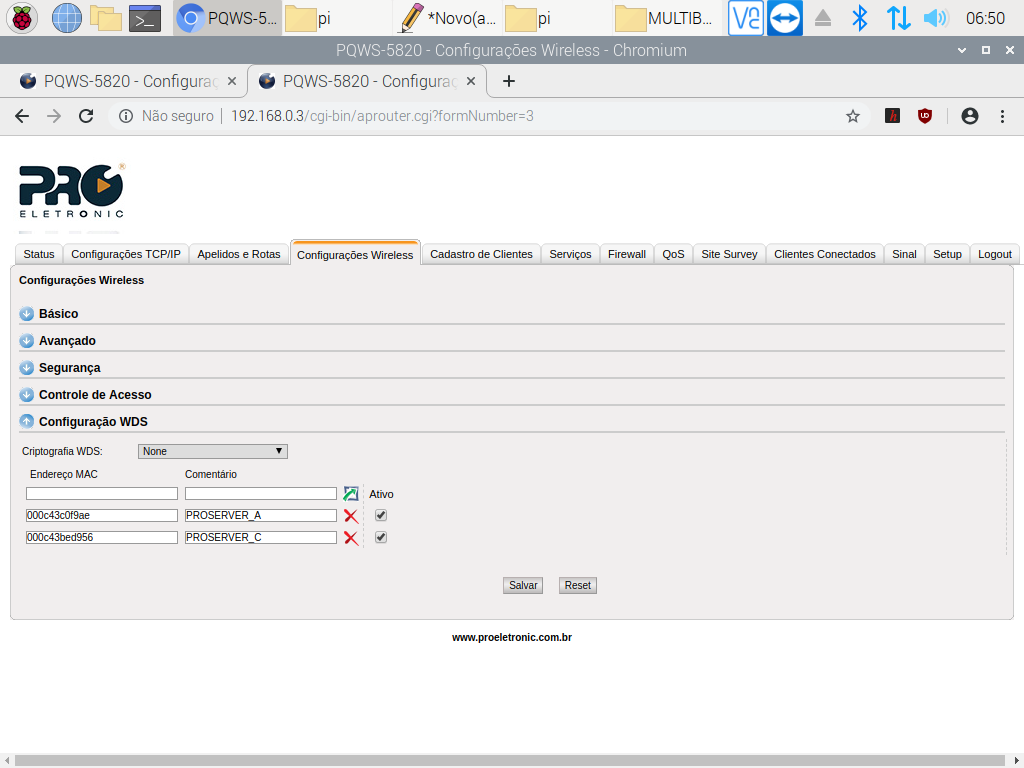 PQWS-5...
pi
*Novo(a...
pi
MULTIB...
06:50
PQWS-5820 - Configurações Wireless - Chromium
PQWS-5820 - Configuraç
PQWS-5820 - Configuraç
Não seguro
192.168.0.3/cgi-bin/aprouter.cgi?formNumber=3
PRO
ELETRONIC
Status
Configurações TCP/IP
Apelidos e Rotas
Configurações Wireless
Cadastro de Clientes
Serviços
Firewall
QoS
Site Survey
Clientes Conectados
Sinal
Setup
Logout
Configurações Wireless
Básico
Avançado
Segurança
Controle de Acesso
Configuração WDS
Criptografia WDS: None
Endereço MAC Comentário
Ativo
000c43c0f9ae PROSERVER_A
000c43bed956 PROSERVER_C
Salvar Reset
www.proeletronic.com.br